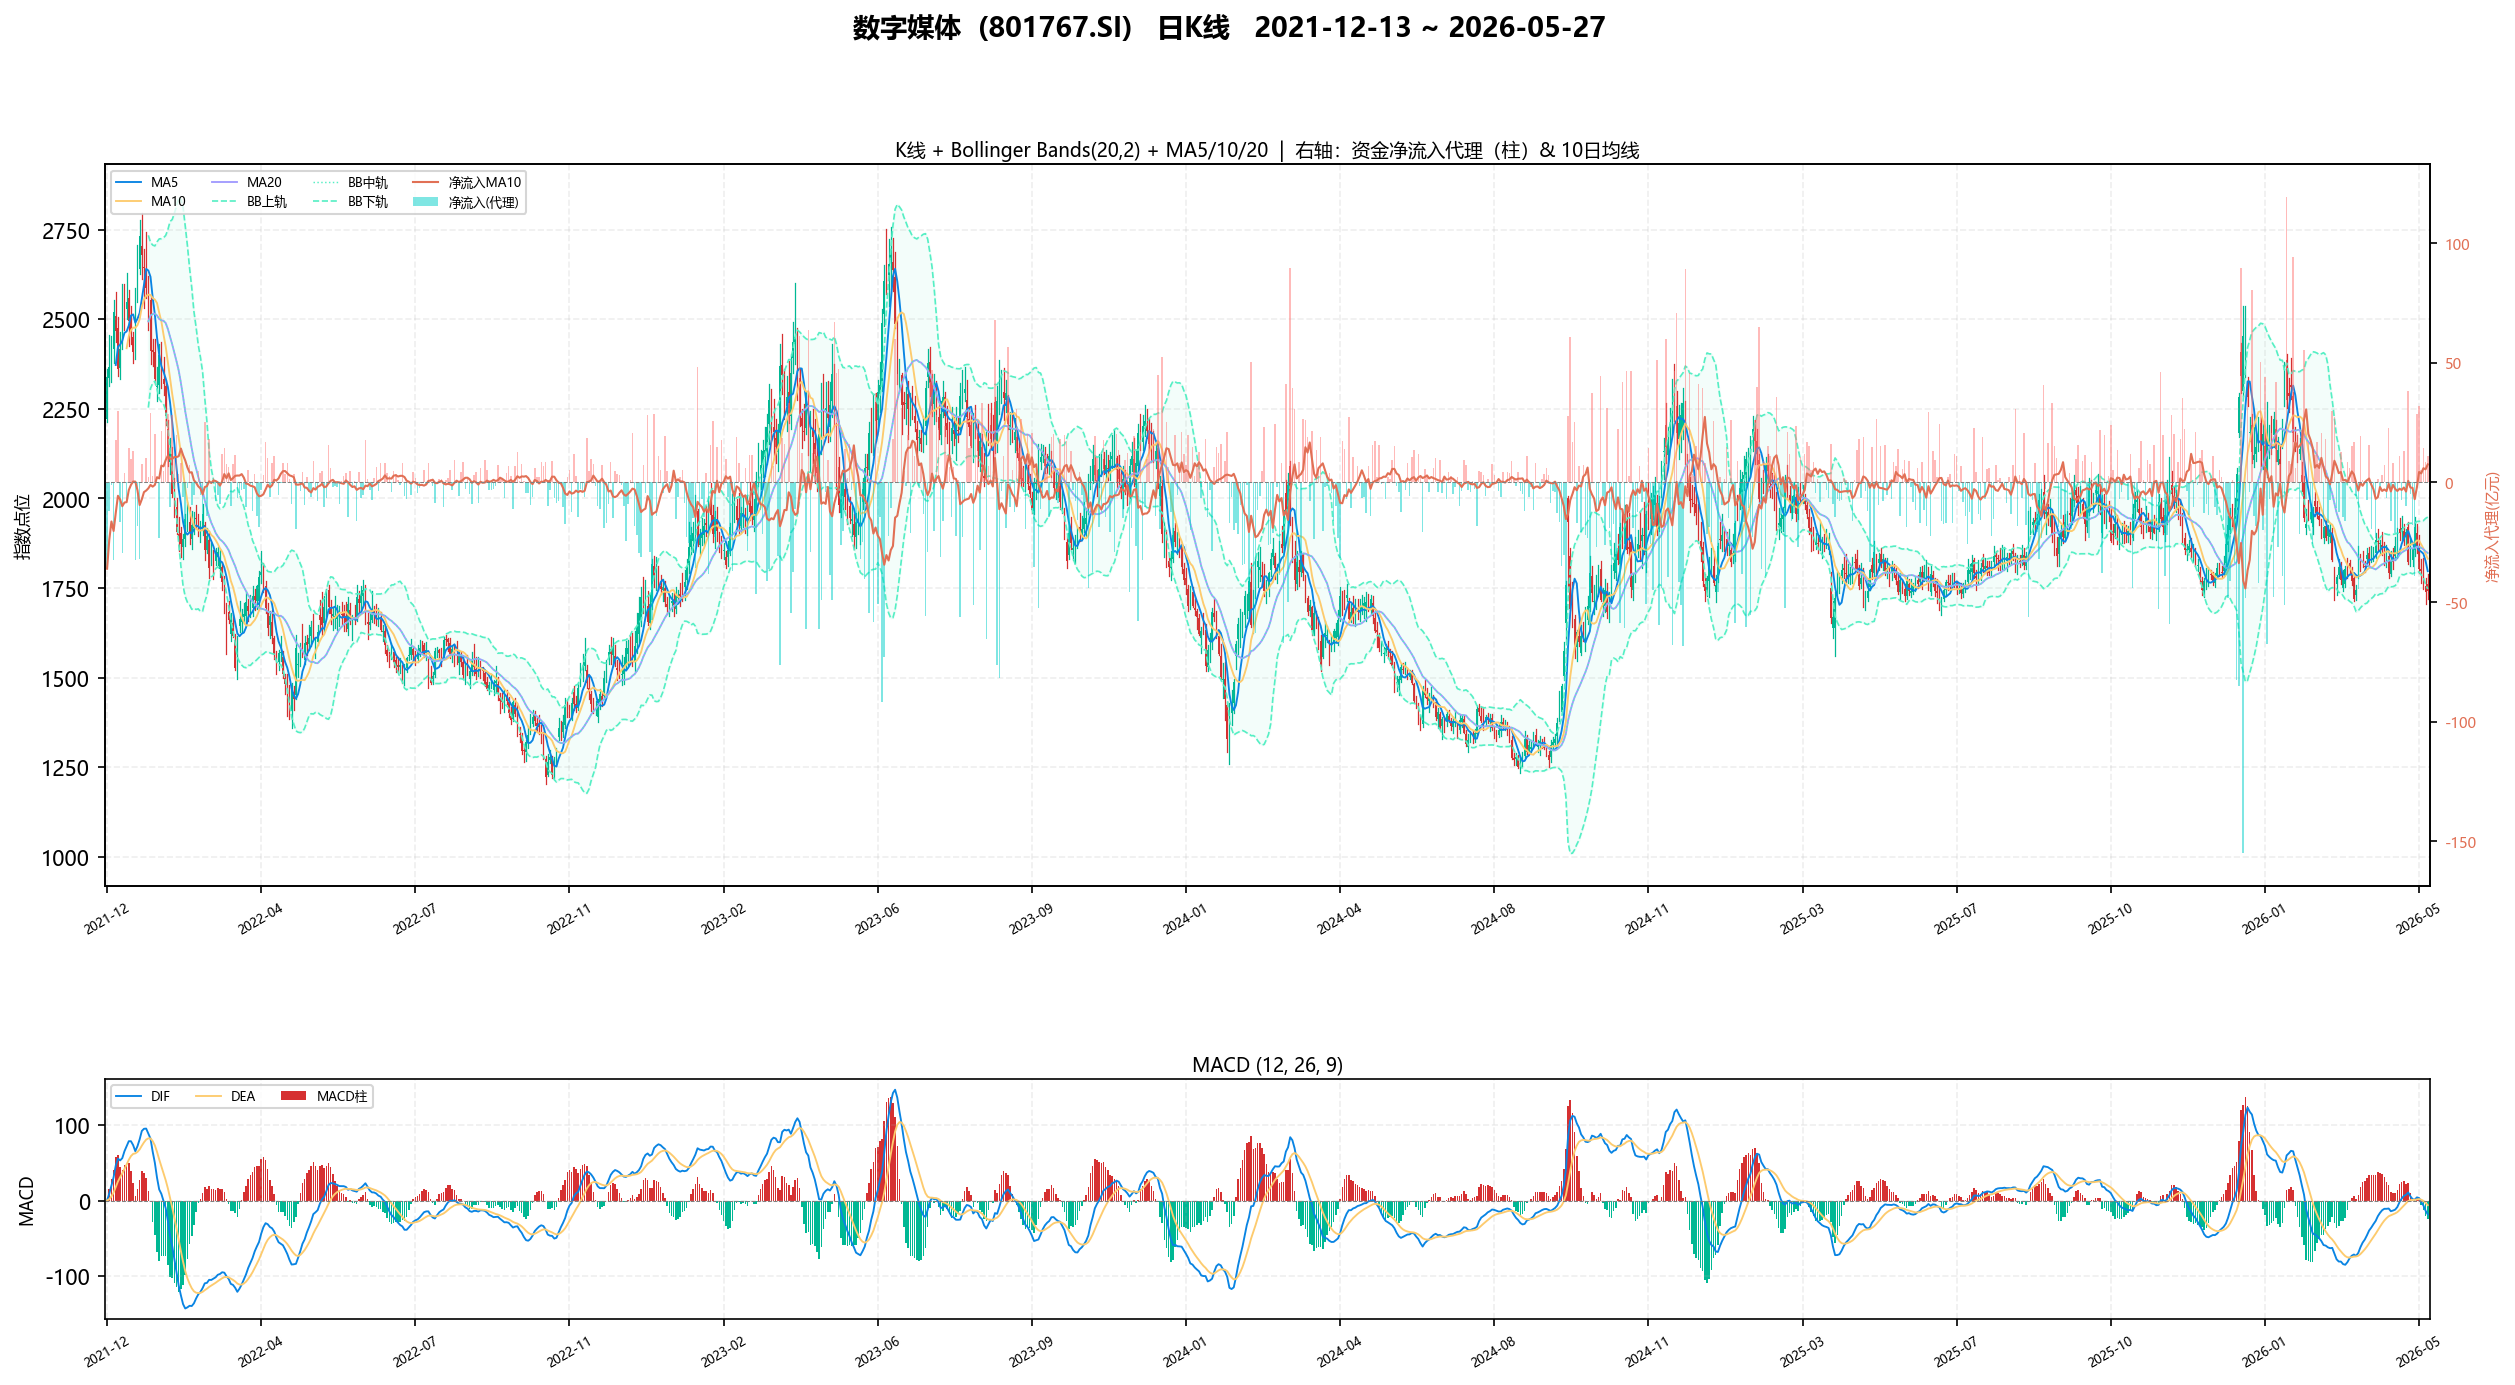 数字媒体 (801767.SI) 日K线 2021-12-13 ~ 2026-05-27
K线 + Bollinger Bands(20,2) + MA5/10/20 | 右轴：资金净流入代理（柱）& 10日均线
MA5 MA20 BB中轨 净流入MA10
MA10 BB上轨 BB下轨 净流入(代理)
指数点位
2750
2500
2250
2000
1750
1500
1250
1000
100
50
0
-50
-100
-150
净流入代理(亿元)
2021-12 2022-04 2022-07 2022-11 2023-02 2023-06 2023-09 2024-01 2024-04 2024-08 2024-11 2025-03 2025-07 2025-10 2026-01 2026-05
MACD (12, 26, 9)
DIF DEA MACD柱
MACD
100
0
-100
2021-12 2022-04 2022-07 2022-11 2023-02 2023-06 2023-09 2024-01 2024-04 2024-08 2024-11 2025-03 2025-07 2025-10 2026-01 2026-05